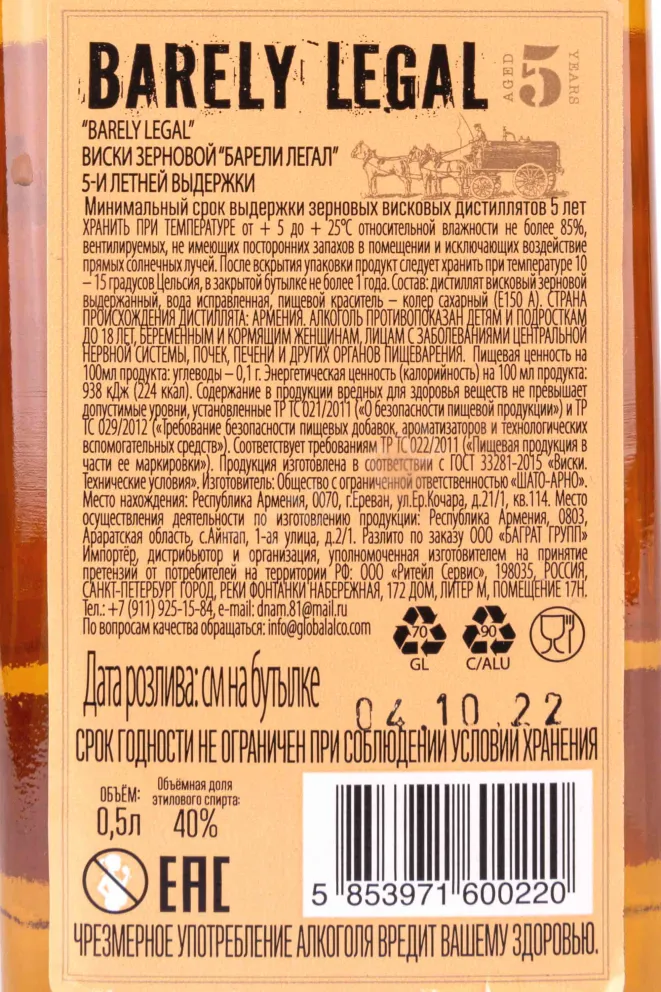 BARELY LEGAL
AGED 5 YEARS
"BARELY LEGAL"
ВИСКИ ЗЕРНОВОЙ "БАРЕЛИ ЛЕГАЛ"
5-И ЛЕТНЕЙ ВЫДЕРЖКИ
Минимальный срок выдержки зерновых висковых дистиллятов 5 лет
ХРАНИТЬ ПРИ ТЕМПЕРАТУРЕ от + 5 до + 25°С относительной влажности не более 85%,
вентилируемых, не имеющих посторонних запахов в помещении и исключающих воздействие
прямых солнечных лучей. После вскрытия упаковки продукт следует хранить при температуре 10
– 15 градусов Цельсия, в закрытой бутылке не более 1 года. Состав: дистиллят висковый зерновой
выдержанный, вода исправленная, пищевой краситель – колер сахарный (Е150 А). СТРАНА
ПРОИСХОЖДЕНИЯ ДИСТИЛЛЯТА: АРМЕНИЯ. АЛКОГОЛЬ ПРОТИВОПОКАЗАН ДЕТЯМ И ПОДРОСТКАМ
ДО 18 ЛЕТ, БЕРЕМЕННЫМ И КОРМЯЩИМ ЖЕНЩИНАМ, ЛИЦАМ С ЗАБОЛЕВАНИЯМИ ЦЕНТРАЛЬНОЙ
НЕРВНОЙ СИСТЕМЫ, ПОЧЕК, ПЕЧЕНИ И ДРУГИХ ОРГАНОВ ПИЩЕВАРЕНИЯ. Пищевая ценность на
100мл продукта: углеводы – 0,1 г. Энергетическая ценность (калорийность) на 100 мл продукта:
938 кДж (224 ккал). Содержание в продукции вредных для здоровья веществ не превышает
допустимые уровни, установленные ТР ТС 021/2011 («О безопасности пищевой продукции») и ТР
ТС 029/2012 («Требование безопасности пищевых добавок, ароматизаторов и технологических
вспомогательных средств»). Соответствует требованиям ТР ТС 022/2011 («Пищевая продукция в
части ее маркировки»). Продукция изготовлена в соответствии с ГОСТ 33281-2015 «Виски.
Технические условия». Изготовитель: Общество с ограниченной ответственностью «ШАТО-АРНО».
Место нахождения: Республика Армения, 0070, г.Ереван, ул.Ер.Кочара, д.21/1, кв.114. Место
осуществления деятельности по изготовлению продукции: Республика Армения, 0803,
Араратская область, с.Айнтап, 1-ая улица, д.2/1. Разлито по заказу ООО «БАГРАТ ГРУПП»
Импортёр, дистрибьютор и организация, уполномоченная изготовителем на принятие
претензий от потребителей на территории РФ: ООО «Ритейл Сервис», 198035, РОССИЯ,
САНКТ-ПЕТЕРБУРГ ГОРОД, РЕКИ ФОНТАНКИ НАБЕРЕЖНАЯ, 172 ДОМ, ЛИТЕР М, ПОМЕЩЕНИЕ 17Н.
Тел.: +7 (911) 925-15-84, e-mail: dnam.81@mail.ru
По вопросам качества обращаться: info@globalalco.com
70 GL
90 C/ALU
Дата розлива: см на бутылке
04.10.22
СРОК ГОДНОСТИ НЕ ОГРАНИЧЕН ПРИ СОБЛЮДЕНИИ УСЛОВИЙ ХРАНЕНИЯ
ОБЪЁМ:
0,5л
Объёмная доля
этилового спирта:
40%
EAC
5 853971 600220
ЧРЕЗМЕРНОЕ УПОТРЕБЛЕНИЕ АЛКОГОЛЯ ВРЕДИТ ВАШЕМУ ЗДОРОВЬЮ.